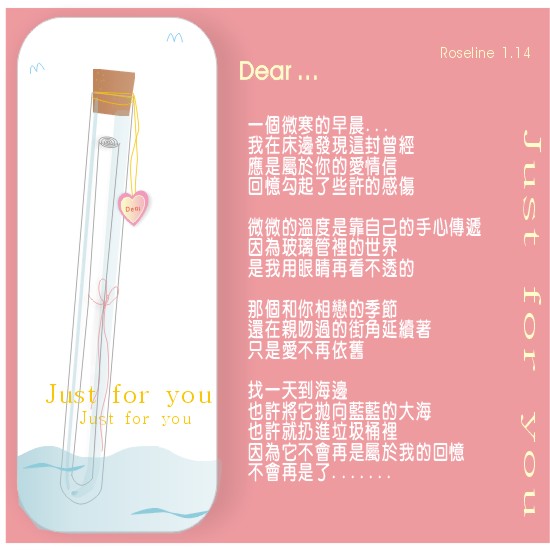 Dear ...
Roseline 1.14
一個微寒的早晨...
我在床邊發現這封曾經
應是屬於你的愛情信
回憶勾起了些許的感傷
微微的溫度是靠自己的手心傳遞
因為玻璃管裡的世界
是我用眼睛再看不透的
那個和你相戀的季節
還在親吻過的街角延續著
只是愛不再依舊
找一天到海邊
也許將它拋向藍藍的大海
也許就扔進垃圾桶裡
因為它不會再是屬於我的回憶
不會再是了.......
Just for you
Dear
Just for you
Just for you